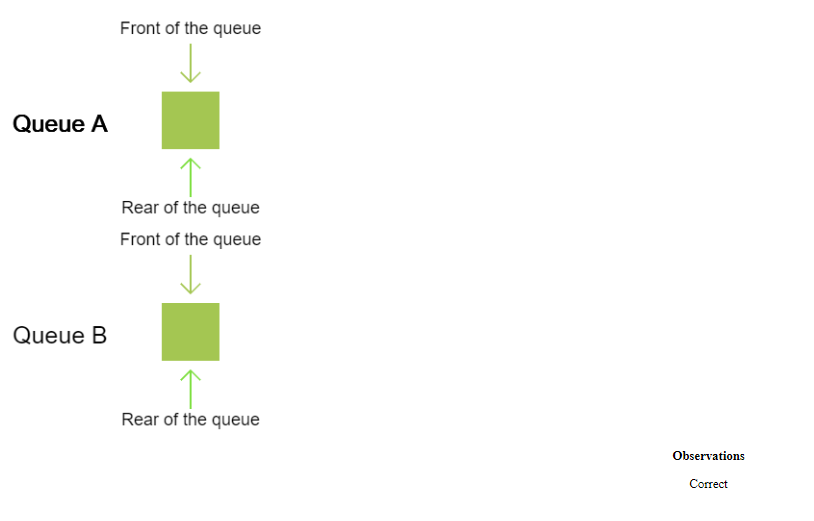 Front of the queue
Queue A
Rear of the queue
Front of the queue
Queue B
Rear of the queue
Observations
Correct